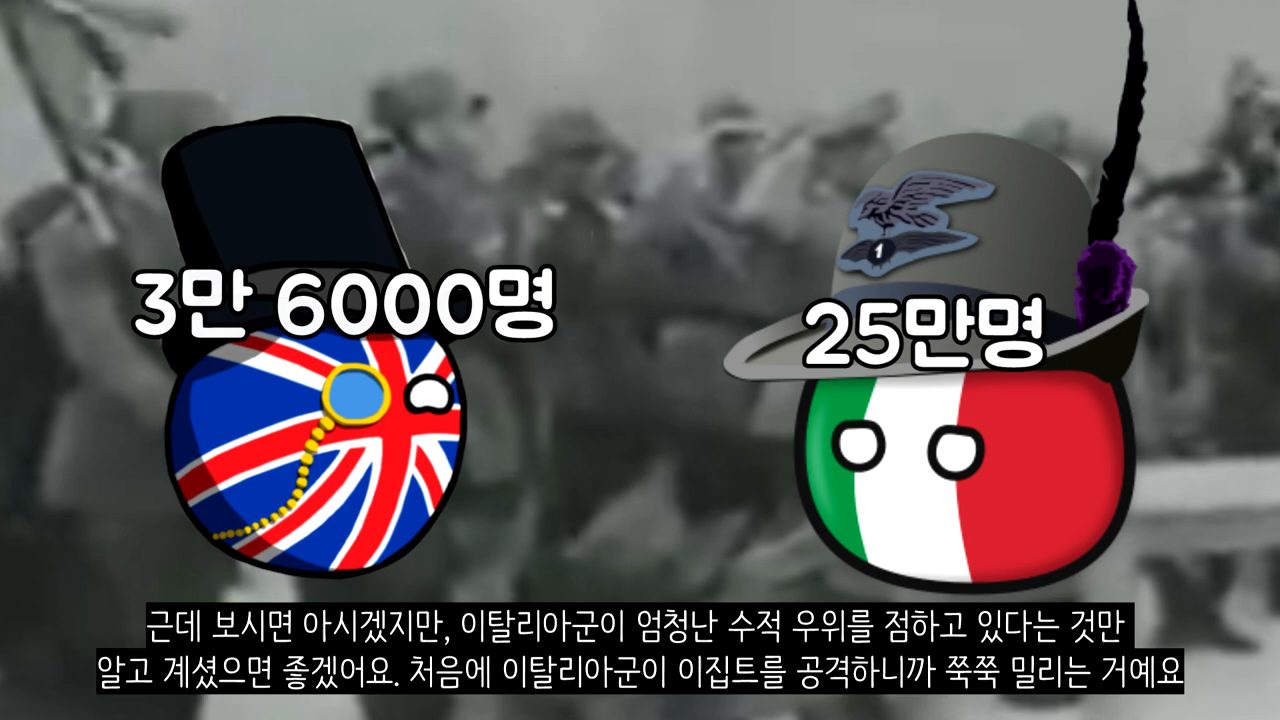 3만 6000명
25만명
1
근데 보시면 아시겠지만, 이탈리아군이 엄청난 수적 우위를 점하고 있다는 것만
알고 계셨으면 좋겠어요. 처음에 이탈리아군이 이집트를 공격하니까 쭉쭉 밀리는 거예요